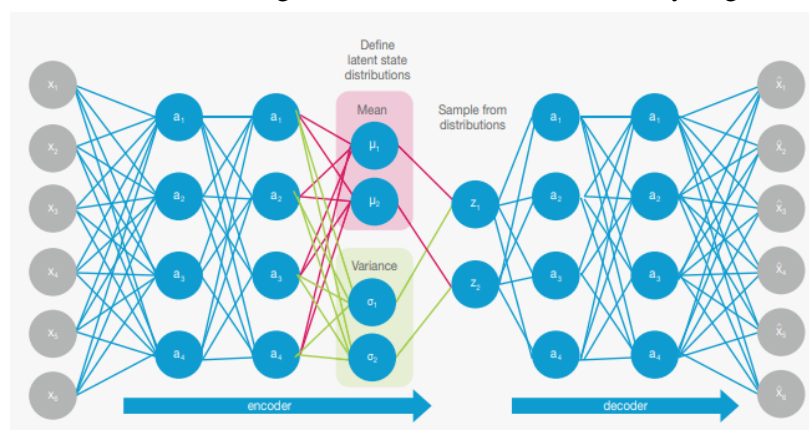 Define
latent state
distributions
Mean
Sample from
distributions
Variance
x₁
x₂
x₃
x₄
x₅
x₆
a₁
a₂
a₃
a₄
a₁
a₂
a₃
a₄
μ₁
μ₂
σ₁
σ₂
z₁
z₂
a₁
a₂
a₃
a₄
a₁
a₂
a₃
a₄
x̂₁
x̂₂
x̂₃
x̂₄
x̂₅
x̂₆
encoder
decoder